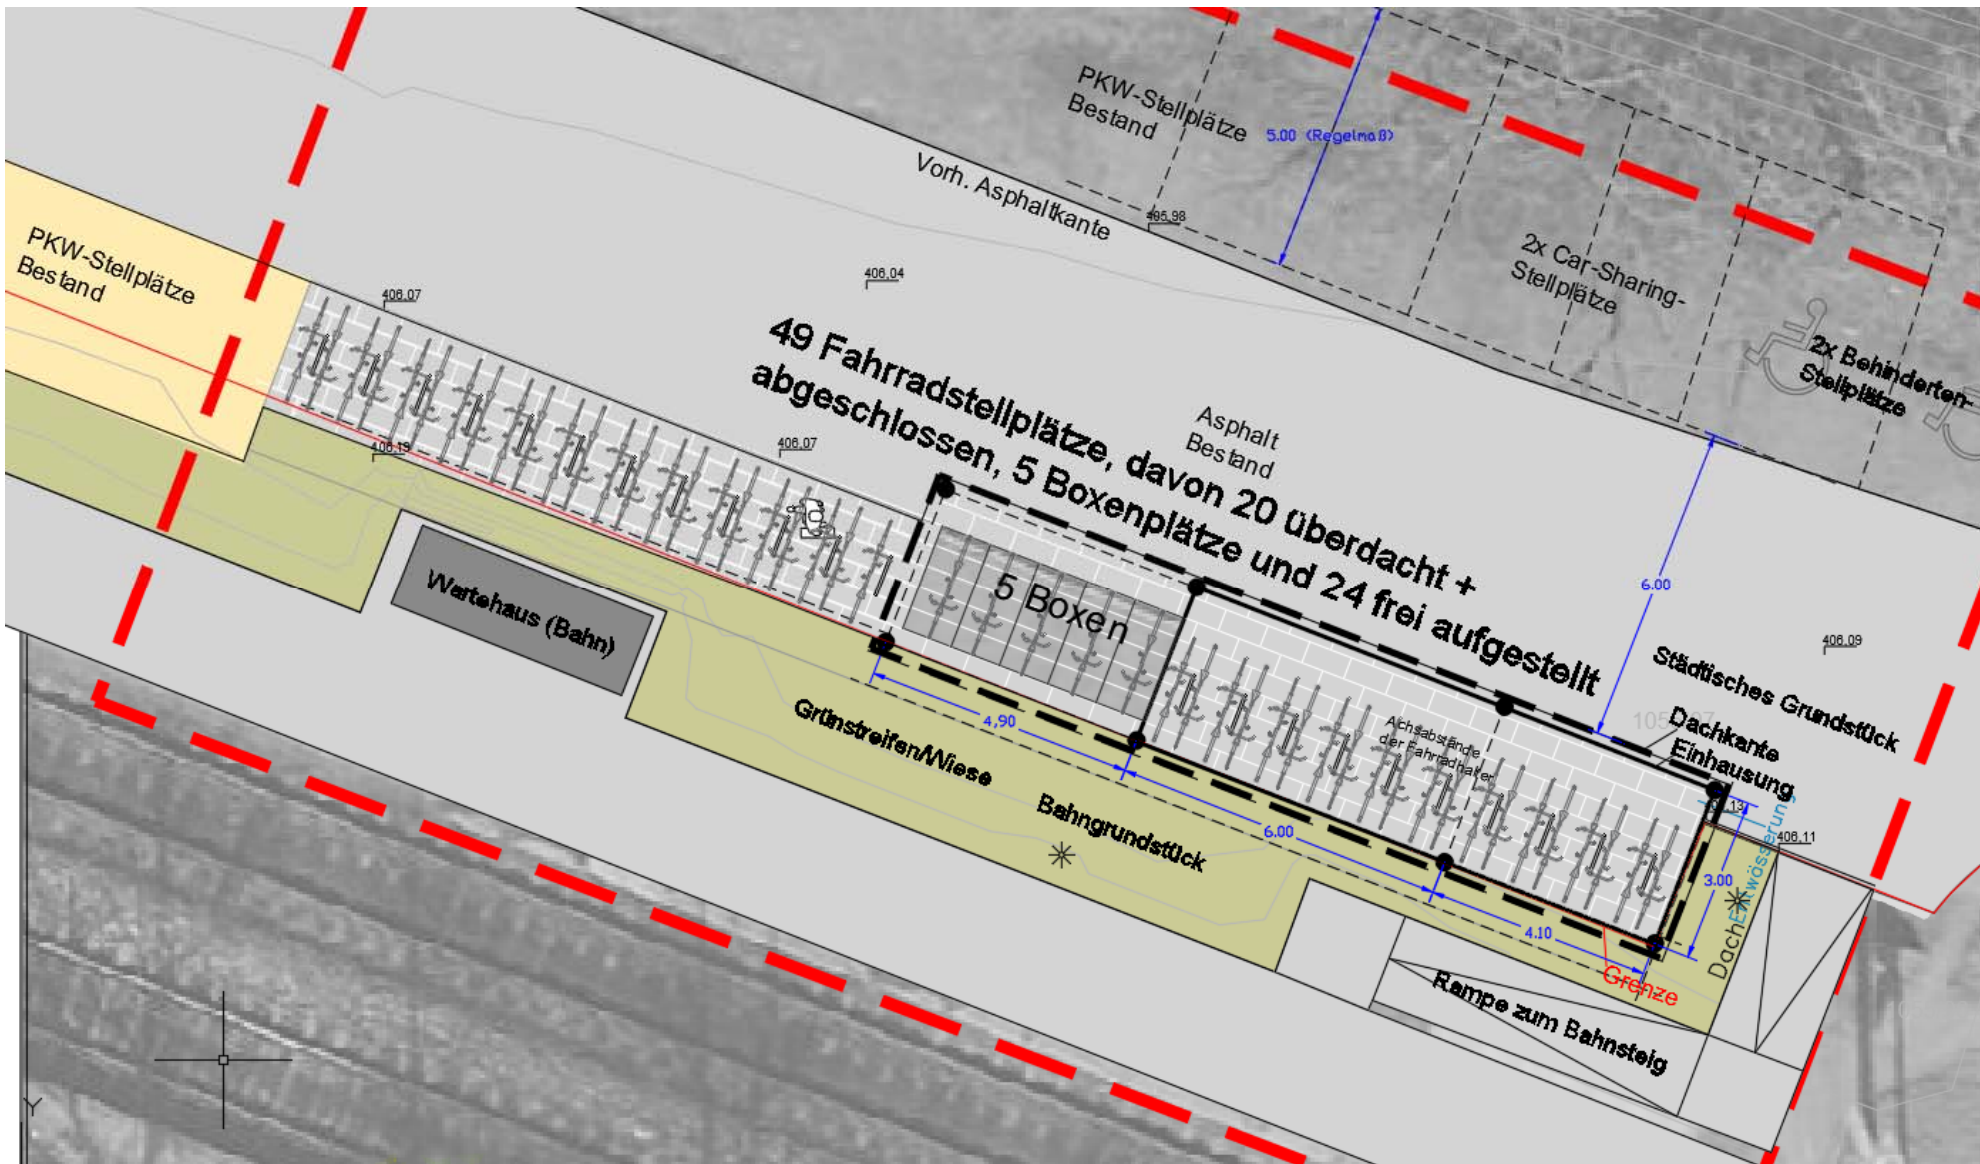 PKW-Stellplätze
Bestand
5.00 (Regelmaß)
Vorh. Asphaltkante
405.98
2x Car-Sharing-
Stellplätze
2x Behinderten-
Stellplätze
PKW-Stellplätze
Bestand
406.07
406.04
49 Fahrradstellplätze, davon 20 überdacht +
abgeschlossen, 5 Boxenplätze und 24 frei aufgestellt
Asphalt
Bestand
406.19
406.07
6.00
406.09
5 Boxen
Wartehaus (Bahn)
Städtisches Grundstück
Dachkante
Einhausung
Achsabstände
der Fahrradhalter
4,90
Grünstreifen/Wiese
Bahngrundstück
6.00
4.10
3.00
406.11
Entwässerung
Dach
Grenze
Rampe zum Bahnsteig
Y